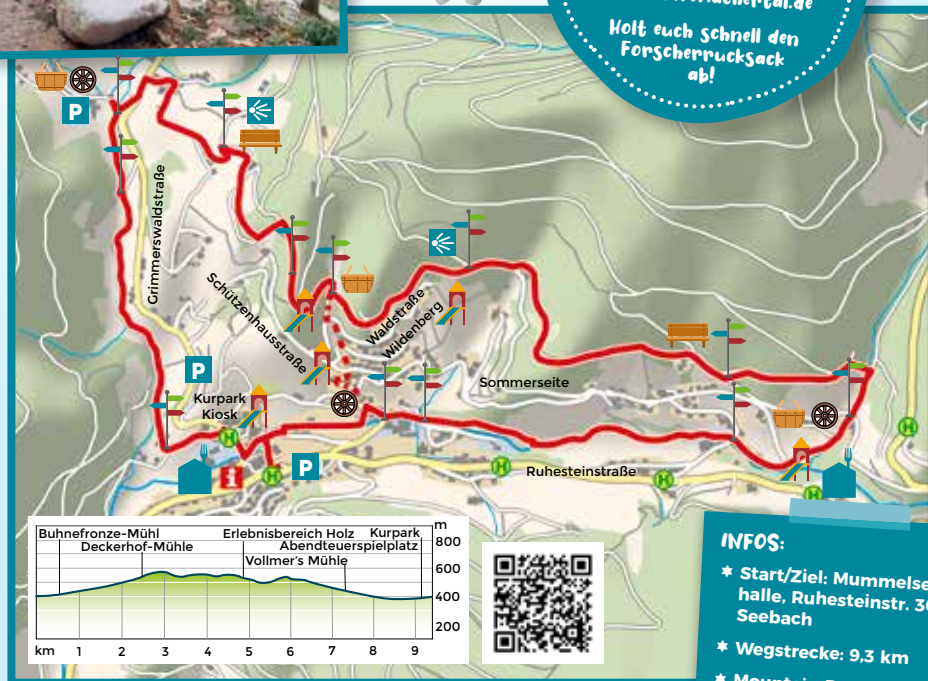 Holt euch schnell den
Forscherrucksack
ab!
P
Grimmerswaldstraße
Schützenhausstraße
Waldstraße
Wildenberg
Sommerseite
P
Kurpark
Kiosk
H
i
H
P
H
Ruhesteinstraße
H
H
H
Buhnefronze-Mühl
Deckerhof-Mühle
Erlebnisbereich Holz
Kurpark
Abendteuerspielplatz
Vollmer's Mühle
m
800
600
400
200
km 1 2 3 4 5 6 7 8 9
INFOS:
Start/Ziel: Mummelse
halle, Ruhesteinstr.
Seebach
Wegstrecke: 9,3 km